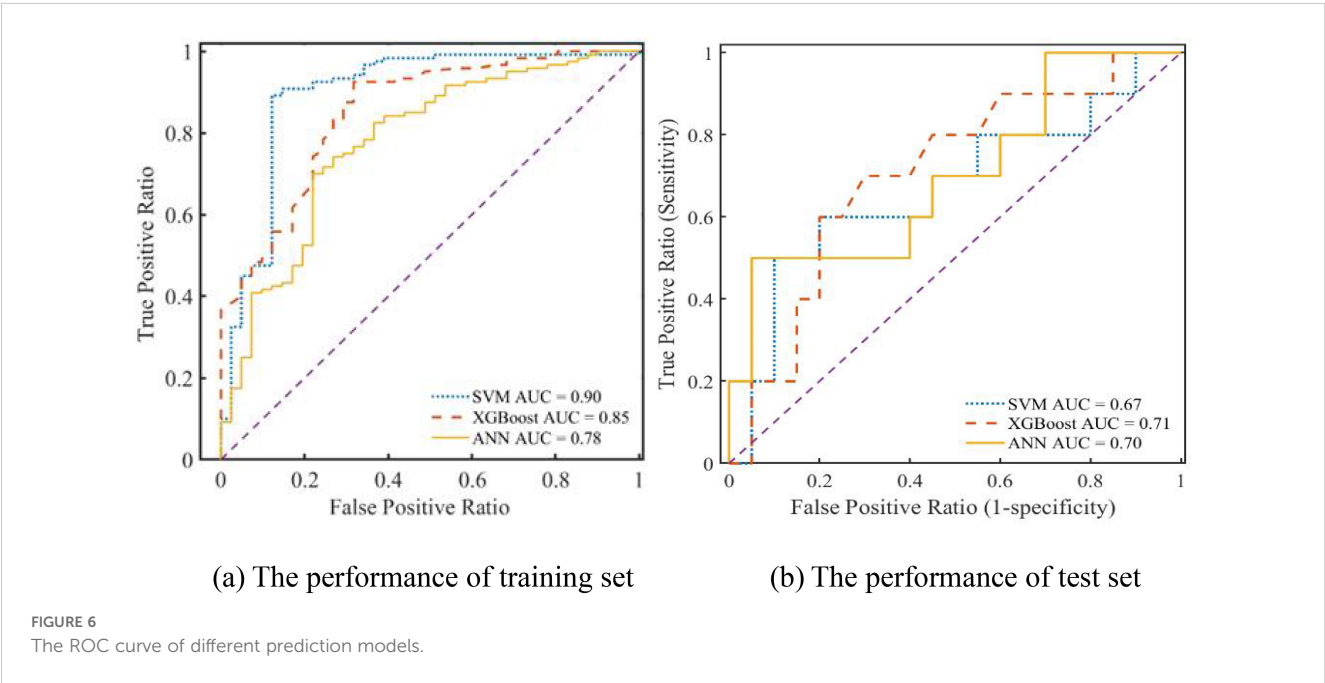 True Positive Ratio
1
0.8
0.6
0.4
0.2
0
0
0.2
0.4
0.6
0.8
1
SVM AUC = 0.90
XGBoost AUC = 0.85
ANN AUC = 0.78
False Positive Ratio
(a) The performance of training set
True Positive Ratio (Sensitivity)
1
0.8
0.6
0.4
0.2
0
0
0.2
0.4
0.6
0.8
1
SVM AUC = 0.67
XGBoost AUC = 0.71
ANN AUC = 0.70
False Positive Ratio (1-specificity)
(b) The performance of test set
FIGURE 6
The ROC curve of different prediction models.